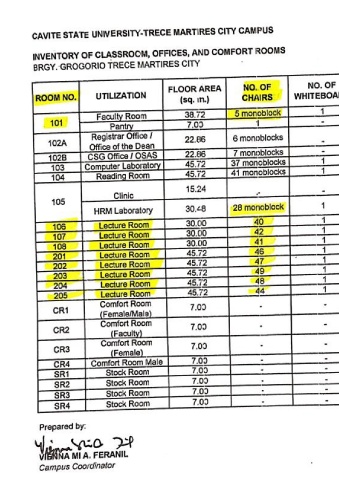 CAVITE STATE UNIVERSITY-TRECE MARTIRES CITY CAMPUS
INVENTORY OF CLASSROOM, OFFICES, AND COMFORT ROOMS
BRGY. GROGORIO TRECE MARTIRES CITY
ROOM NO. UTILIZATION FLOOR AREA (sq. m.) NO. OF CHAIRS NO. OF WHITEBOA
101 Faculty Room 38.72 5 monoblock 1
Pantry 7.00 1 -
102A Registrar Office / Office of the Dean 22.86 6 monoblocks 1
102B CSG Office / OSAS 22.86 7 monoblocks 1
103 Computer Laboratory 45.72 37 monoblocks 1
104 Reading Room 45.72 41 monoblocks 1
105 Clinic 15.24 - -
HRM Laboratory 30.48 28 monoblock 1
106 Lecture Room 30.00 40 1
107 Lecture Room 30.00 42 1
108 Lecture Room 30.00 41 1
201 Lecture Room 45.72 46 1
202 Lecture Room 45.72 47 1
203 Lecture Room 45.72 49 1
204 Lecture Room 45.72 48 1
205 Lecture Room 45.72 44 1
CR1 Comfort Room (Female/Male) 7.00 - -
CR2 Comfort Room (Faculty) 7.00 - -
CR3 Comfort Room (Female) 7.00 - -
CR4 Comfort Room Male 7.00 - -
SR1 Stock Room 7.00 - -
SR2 Stock Room 7.00 - -
SR3 Stock Room 7.00 - -
SR4 Stock Room 7.00 - -
Prepared by:
VIENNA MI A. FERANIL
Campus Coordinator